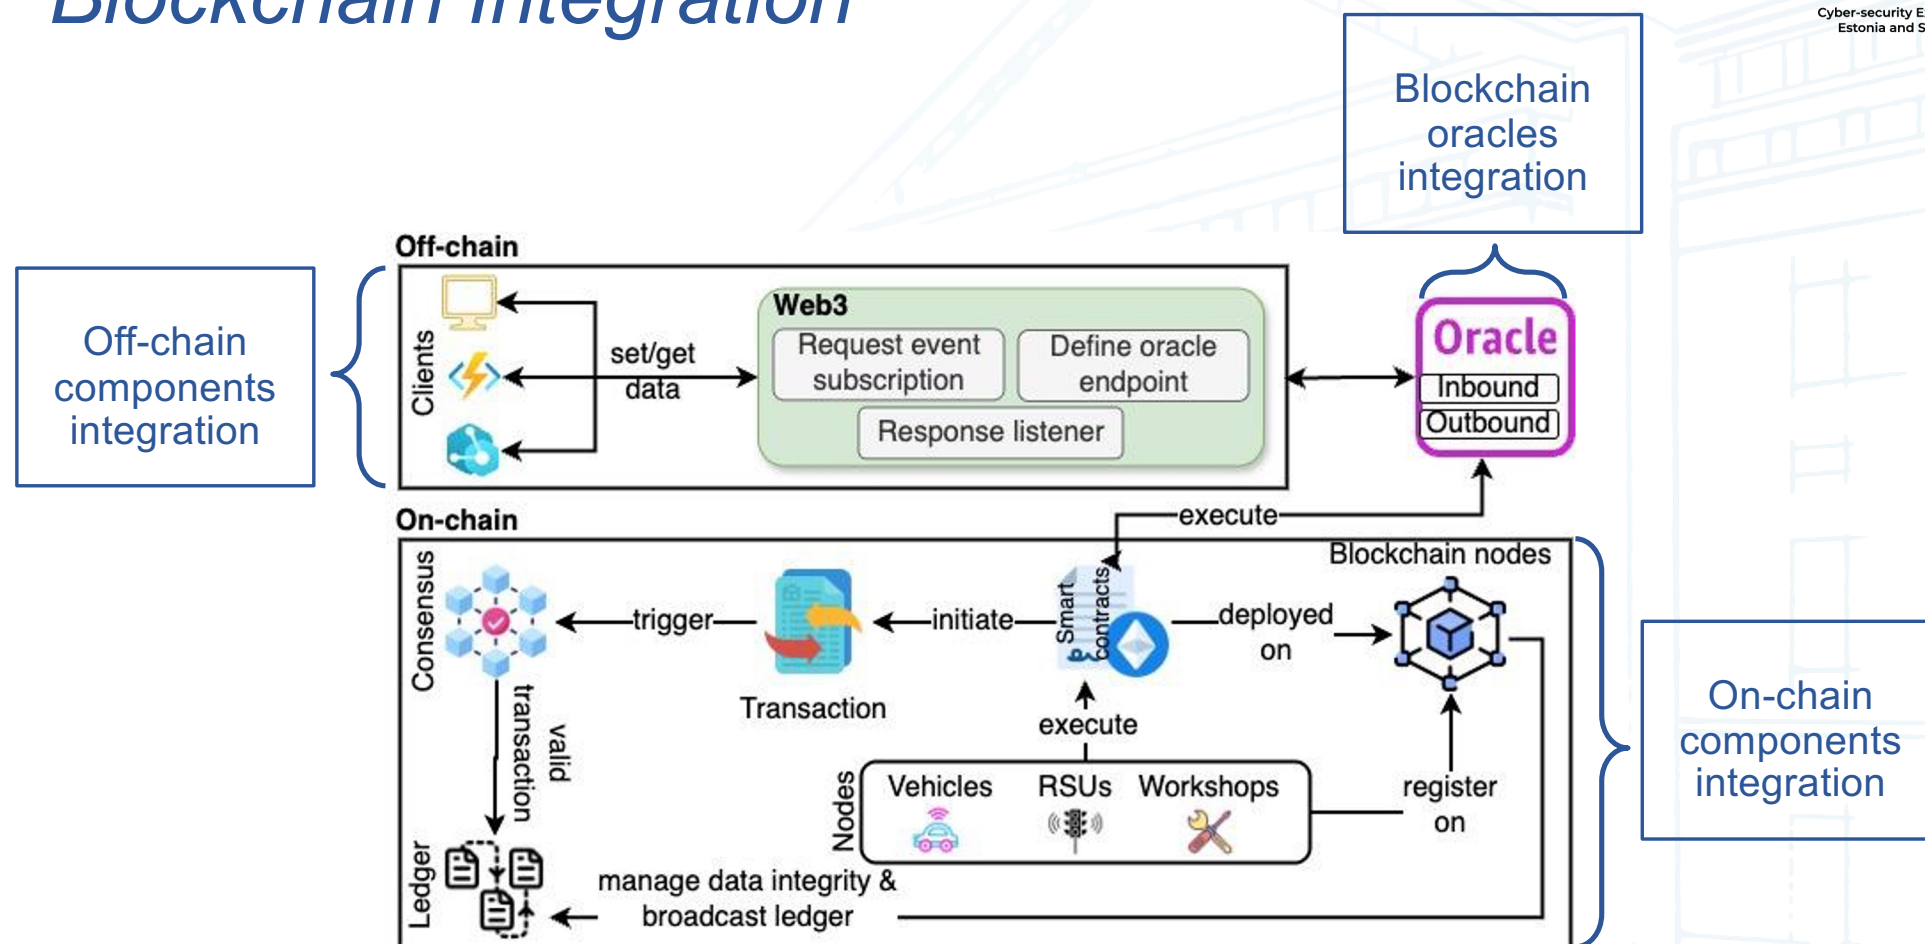 Blockchain Integration
Cyber-security E
Estonia and S
Blockchain
oracles
integration
Off-chain
components
integration
Off-chain
Clients
set/get
data
Web3
Request event
subscription
Define oracle
endpoint
Response listener
Oracle
Inbound
Outbound
execute
On-chain
Consensus
trigger
Transaction
initiate
Smart
contracts
deployed
on
Blockchain nodes
valid
transaction
execute
Nodes
Vehicles
RSUs
Workshops
register
on
Ledger
manage data integrity &
broadcast ledger
On-chain
components
integration